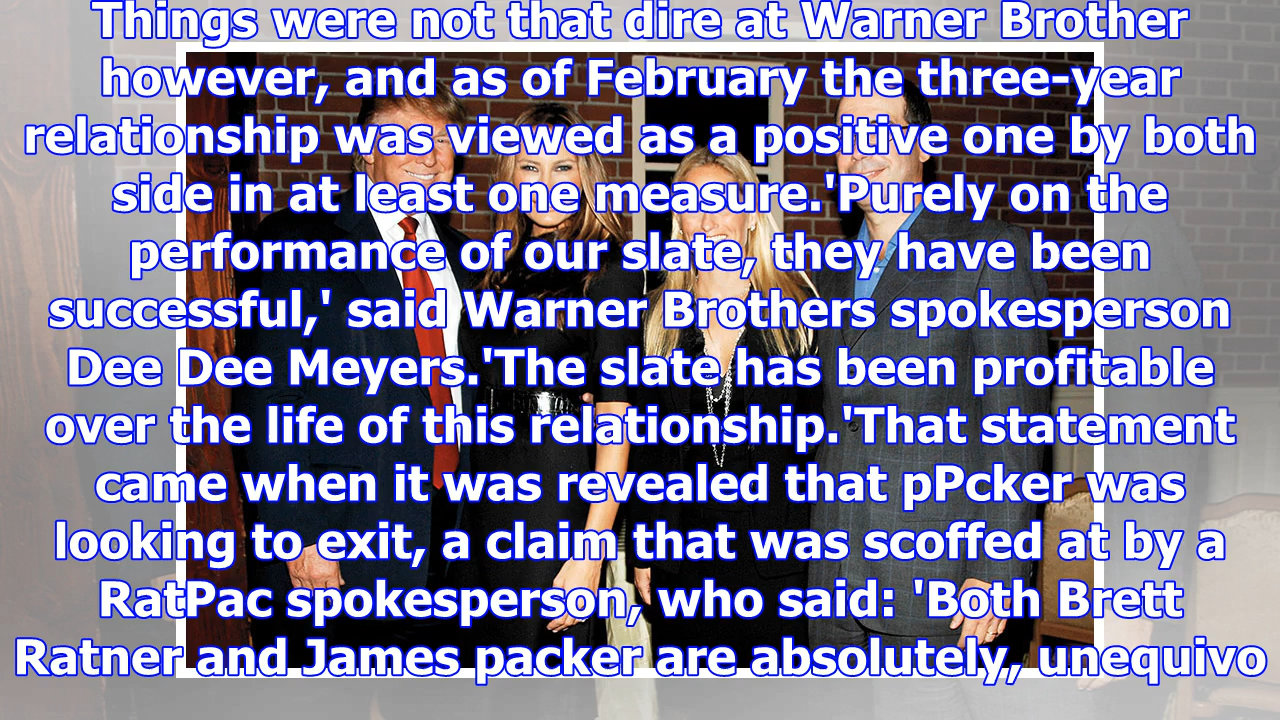 Things were not that dire at Warner Brother
however, and as of February the three-year
relationship was viewed as a positive one by both
side in at least one measure.'Purely on the
performance of our slate, they have been
successful,' said Warner Brothers spokesperson
Dee Dee Meyers.'The slate has been profitable
over the life of this relationship.'That statement
came when it was revealed that pPcker was
looking to exit, a claim that was scoffed at by a
RatPac spokesperson, who said: 'Both Brett
Ratner and James packer are absolutely, unequivo